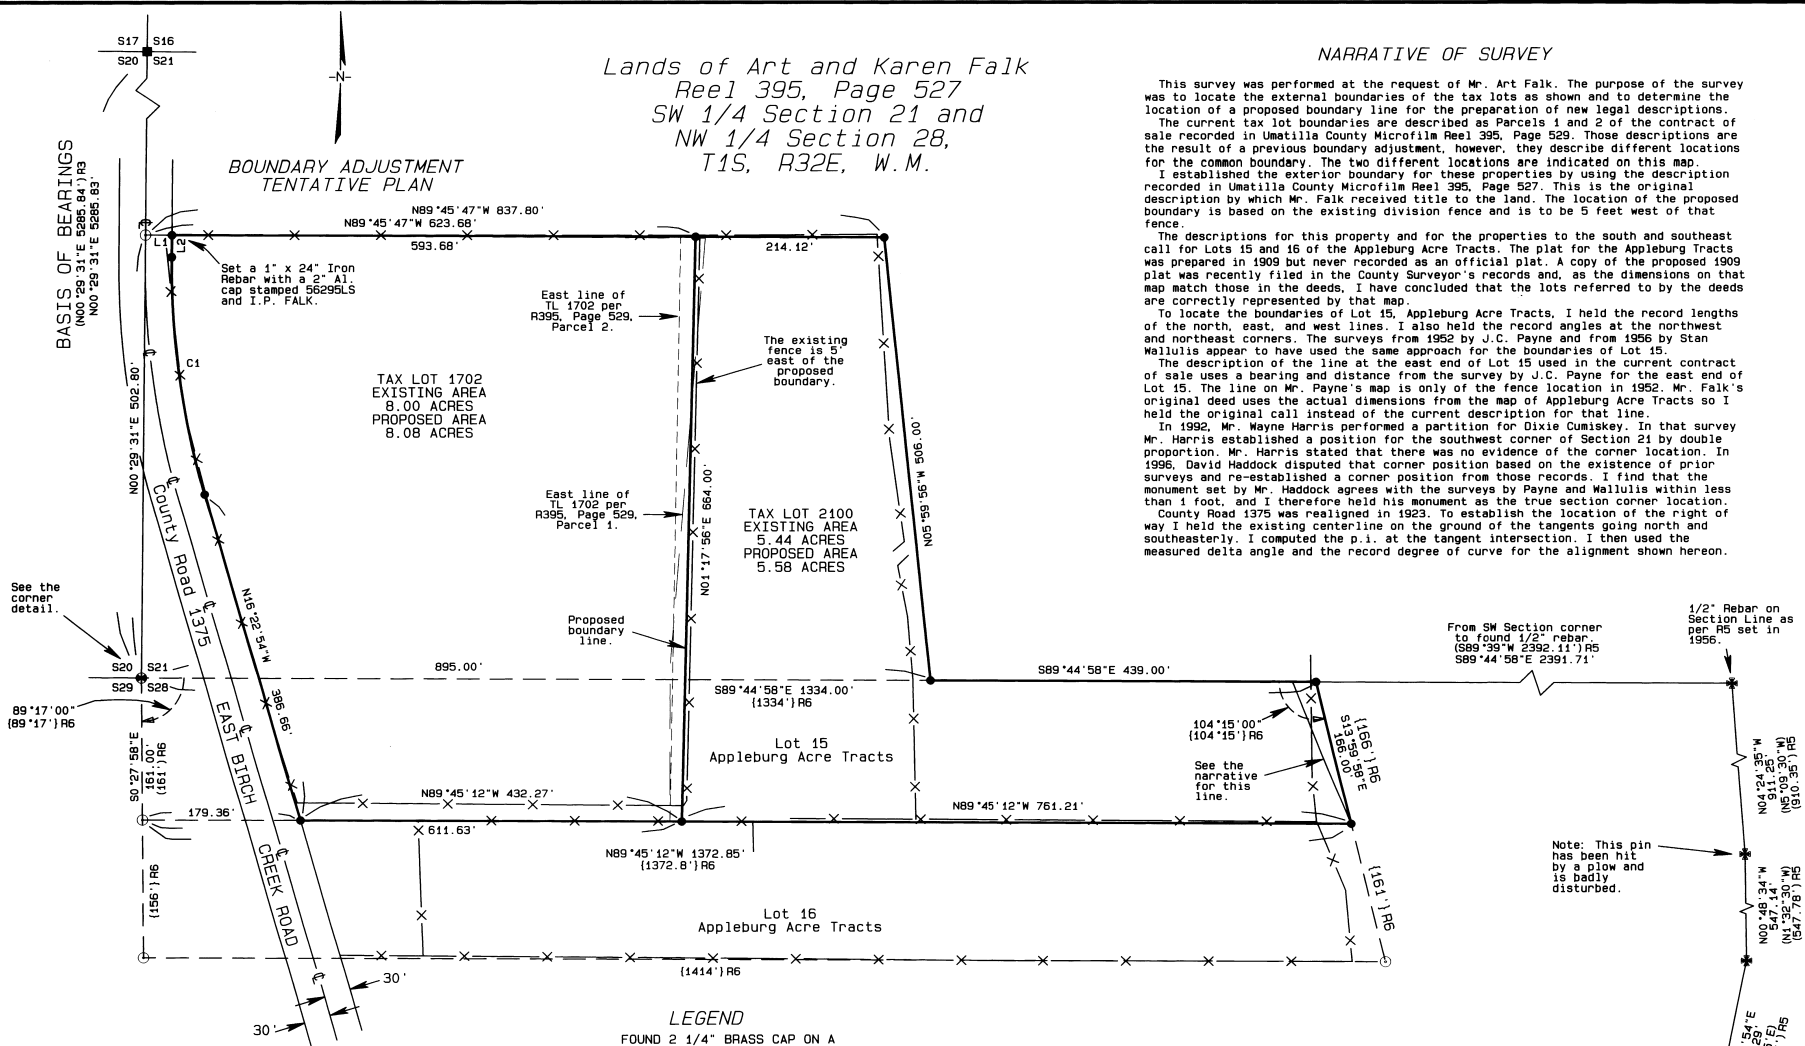 S17 S16
S20 S21
-N-
Lands of Art and Karen Falk
Reel 395, Page 527
SW 1/4 Section 21 and
NW 1/4 Section 28,
T1S, R32E, W.M.
BOUNDARY ADJUSTMENT
TENTATIVE PLAN
BASIS OF BEARINGS
(N00°29'31"E 5285.84')R3
N00°29'31"E 5285.83'
N89°45'47"W 837.80'
N89°45'47"W 623.68'
593.68'
214.12'
L1
L2
Set a 1" x 24" Iron
Rebar with a 2" Al.
cap stamped 56295LS
and I.P. FALK.
East line of
TL 1702 per
R395, Page 529,
Parcel 2.
The existing
fence is 5'
east of the
proposed
boundary.
C1
TAX LOT 1702
EXISTING AREA
8.00 ACRES
PROPOSED AREA
8.08 ACRES
N00°29'31"E 502.80'
N05°59'56"W 506.00'
East line of
TL 1702 per
R395, Page 529,
Parcel 1.
N01°17'56"E 664.00'
TAX LOT 2100
EXISTING AREA
5.44 ACRES
PROPOSED AREA
5.58 ACRES
County Road 1375
N16°22'54"W
386.66'
See the
corner
detail.
Proposed
boundary
line.
S20 S21
S29 S28
895.00'
S89°44'58"E 439.00'
S89°44'58"E 1334.00'
{1334'}R6
89°17'00"
{89°17'}R6
S0°27'58"E
161.00'
{161'}R6
EAST BIRCH
CREEK ROAD
Lot 15
Appleburg Acre Tracts
104°15'00"
{104°15'}R6
{166'}R6
S13°59'58"E
166.00'
See the
narrative
for this
line.
179.36'
N89°45'12"W 432.27'
N89°45'12"W 761.21'
611.63'
N89°45'12"W 1372.85'
{1372.8'}R6
{156'}R6
{161'}R6
Lot 16
Appleburg Acre Tracts
{1414'}R6
30'
30'
LEGEND
FOUND 2 1/4" BRASS CAP ON A
NARRATIVE OF SURVEY
This survey was performed at the request of Mr. Art Falk. The purpose of the survey
was to locate the external boundaries of the tax lots as shown and to determine the
location of a proposed boundary line for the preparation of new legal descriptions.
The current tax lot boundaries are described as Parcels 1 and 2 of the contract of
sale recorded in Umatilla County Microfilm Reel 395, Page 529. Those descriptions are
the result of a previous boundary adjustment, however, they describe different locations
for the common boundary. The two different locations are indicated on this map.
I established the exterior boundary for these properties by using the description
recorded in Umatilla County Microfilm Reel 395, Page 527. This is the original
description by which Mr. Falk received title to the land. The location of the proposed
boundary is based on the existing division fence and is to be 5 feet west of that
fence.
The descriptions for this property and for the properties to the south and southeast
call for Lots 15 and 16 of the Appleburg Acre Tracts. The plat for the Appleburg Tracts
was prepared in 1909 but never recorded as an official plat. A copy of the proposed 1909
plat was recently filed in the County Surveyor's records and, as the dimensions on that
map match those in the deeds, I have concluded that the lots referred to by the deeds
are correctly represented by that map.
To locate the boundaries of Lot 15, Appleburg Acre Tracts, I held the record lengths
of the north, east, and west lines. I also held the record angles at the northwest
and northeast corners. The surveys from 1952 by J.C. Payne and from 1956 by Stan
Wallulis appear to have used the same approach for the boundaries of Lot 15.
The description of the line at the east end of Lot 15 used in the current contract
of sale uses a bearing and distance from the survey by J.C. Payne for the east end of
Lot 15. The line on Mr. Payne's map is only of the fence location in 1952. Mr. Falk's
original deed uses the actual dimensions from the map of Appleburg Acre Tracts so I
held the original call instead of the current description for that line.
In 1992, Mr. Wayne Harris performed a partition for Dixie Cumiskey. In that survey
Mr. Harris established a position for the southwest corner of Section 21 by double
proportion. Mr. Harris stated that there was no evidence of the corner location. In
1996, David Haddock disputed that corner position based on the existence of prior
surveys and re-established a corner position from those records. I find that the
monument set by Mr. Haddock agrees with the surveys by Payne and Wallulis within less
than 1 foot, and I therefore held his monument as the true section corner location.
County Road 1375 was realigned in 1923. To establish the location of the right of
way I held the existing centerline on the ground of the tangents going north and
southeasterly. I computed the p.i. at the tangent intersection. I then used the
measured delta angle and the record degree of curve for the alignment shown hereon.
From SW Section corner
to found 1/2" rebar.
(S89°39"W 2392.11')R5
S89°44'58"E 2391.71'
1/2" Rebar on
Section Line as
per R5 set in
1956.
N04°24'35"W
911.25'
(N5°09'30"W)
(910.35')R5
Note: This pin
has been hit
by a plow and
is badly
disturbed.
N00°48'34"W
547.14'
(N1°32'30"W)
(547.78')R5